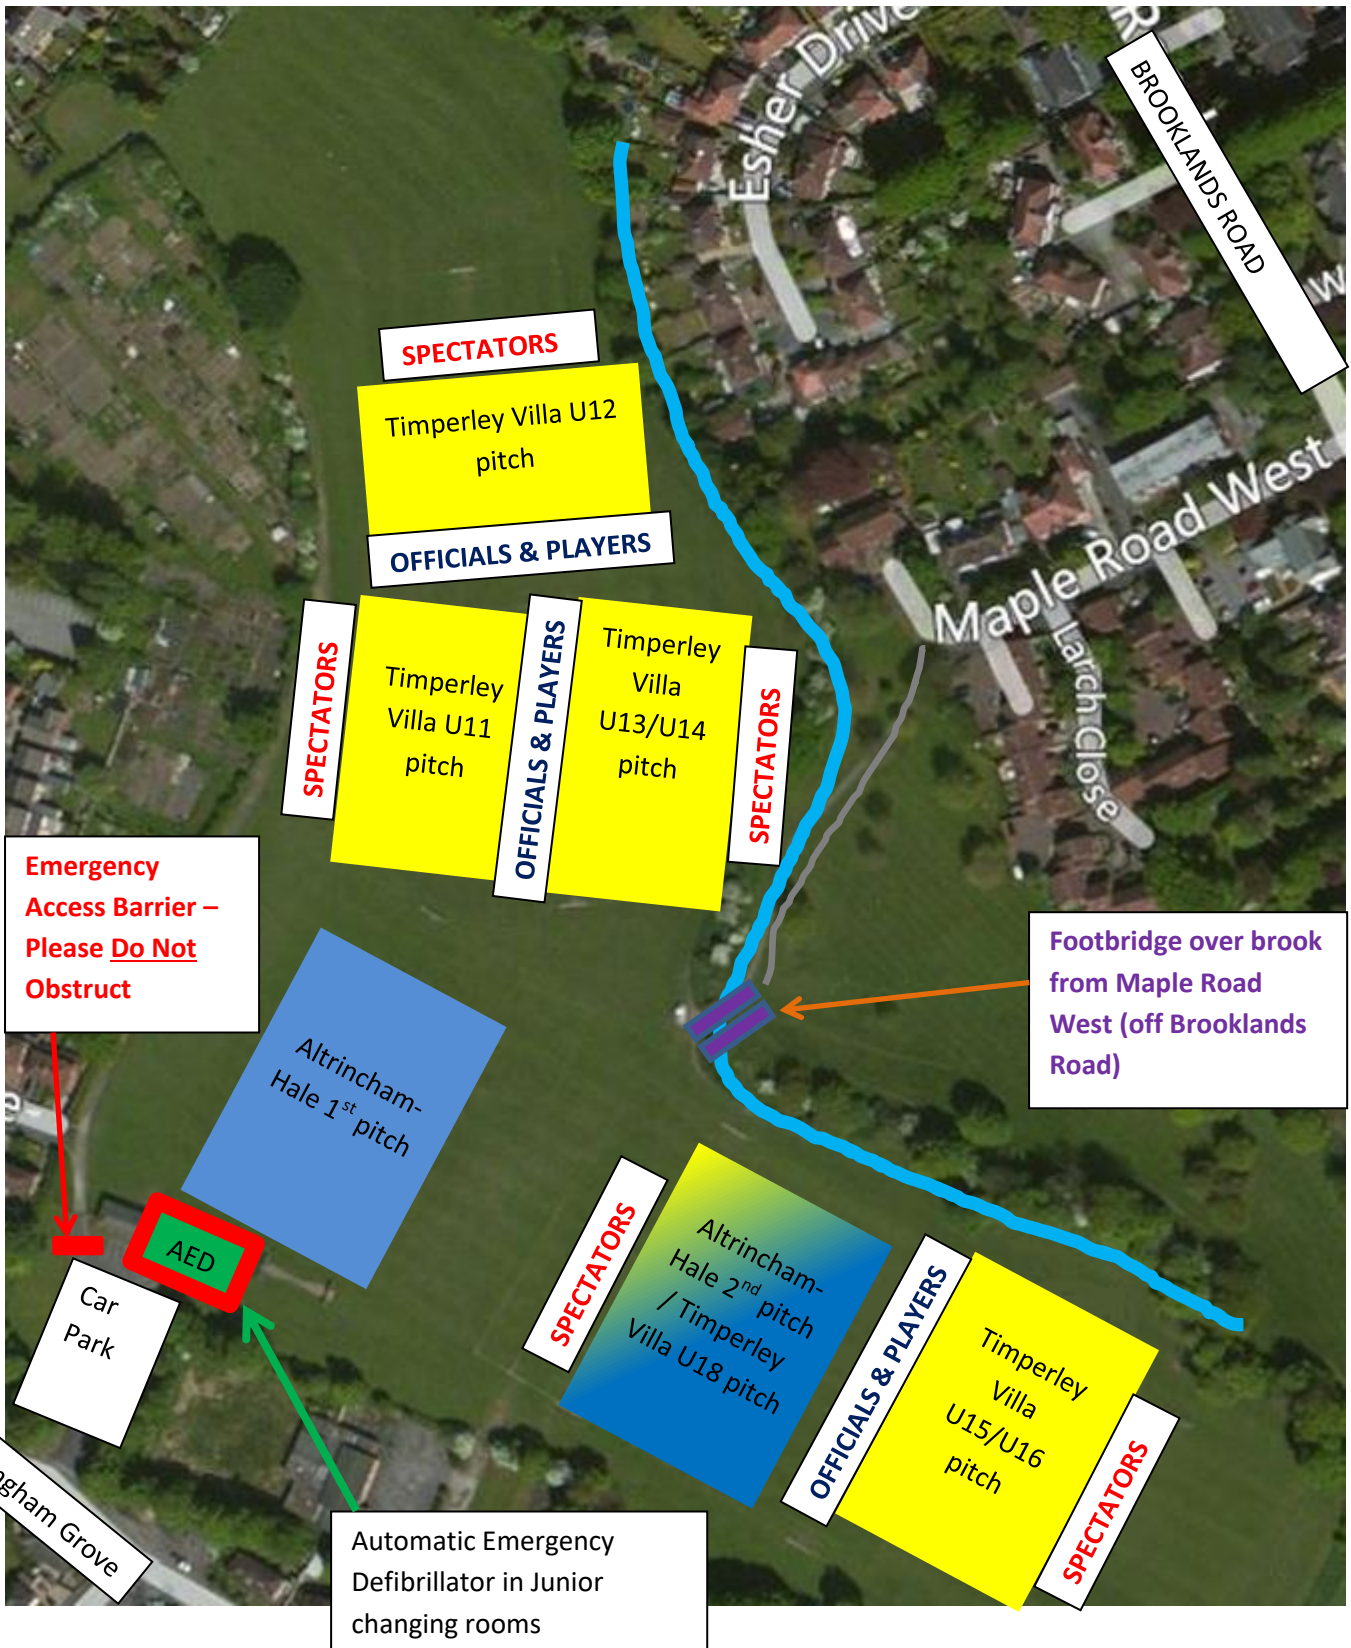 Esher Drive
R
BROOKLANDS ROAD
W
SPECTATORS
Timperley Villa U12
pitch
OFFICIALS & PLAYERS
Maple Road West
Larch Close
SPECTATORS
Timperley
Villa U11
pitch
OFFICIALS & PLAYERS
Timperley
Villa
U13/U14
pitch
SPECTATORS
Emergency
Access Barrier –
Please Do Not
Obstruct
Footbridge over brook
from Maple Road
West (off Brooklands
Road)
Altrincham-
Hale 1st pitch
e
AED
Car
Park
SPECTATORS
Altrincham-
Hale 2nd pitch
/ Timperley
Villa U18 pitch
OFFICIALS & PLAYERS
Timperley
Villa
U15/U16
pitch
SPECTATORS
ngham Grove
Automatic Emergency
Defibrillator in Junior
changing rooms